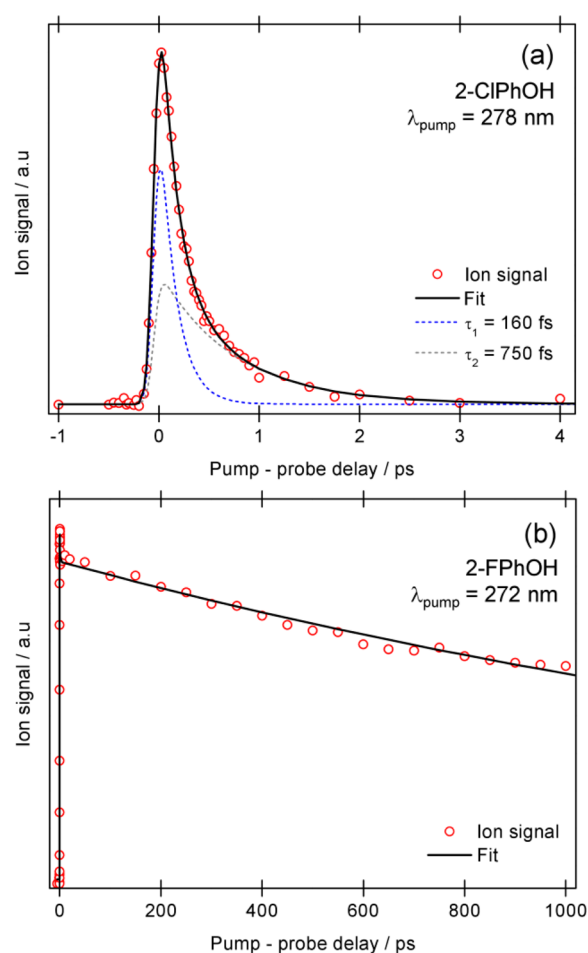 (a)
2-ClPhOH
λpump = 278 nm
Ion signal / a.u
Ion signal
Fit
τ1 = 160 fs
τ2 = 750 fs
-1 0 1 2 3 4
Pump - probe delay / ps
(b)
2-FPhOH
λpump = 272 nm
Ion signal / a.u
Ion signal
Fit
0 200 400 600 800 1000
Pump - probe delay / ps